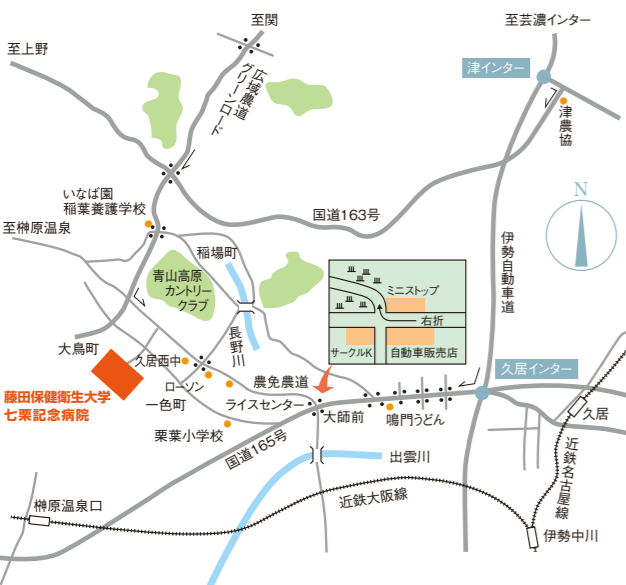 至関
至芸濃インター
至上野
津インター
広域農道
グリーンロード
津農協
いなば園
稲葉養護学校
国道163号
至榊原温泉
稲場町
N
伊勢自動車道
青山高原
カントリー
クラブ
ミニストップ
右折
サークルK
自動車販売店
長野川
大鳥町
久居西中
久居インター
ローソン
農免農道
藤田保健衛生大学
七栗記念病院
一色町
ライスセンター
大師前
鳴門うどん
久居
栗葉小学校
国道165号
出雲川
近鉄名古屋線
近鉄大阪線
榊原温泉口
伊勢中川